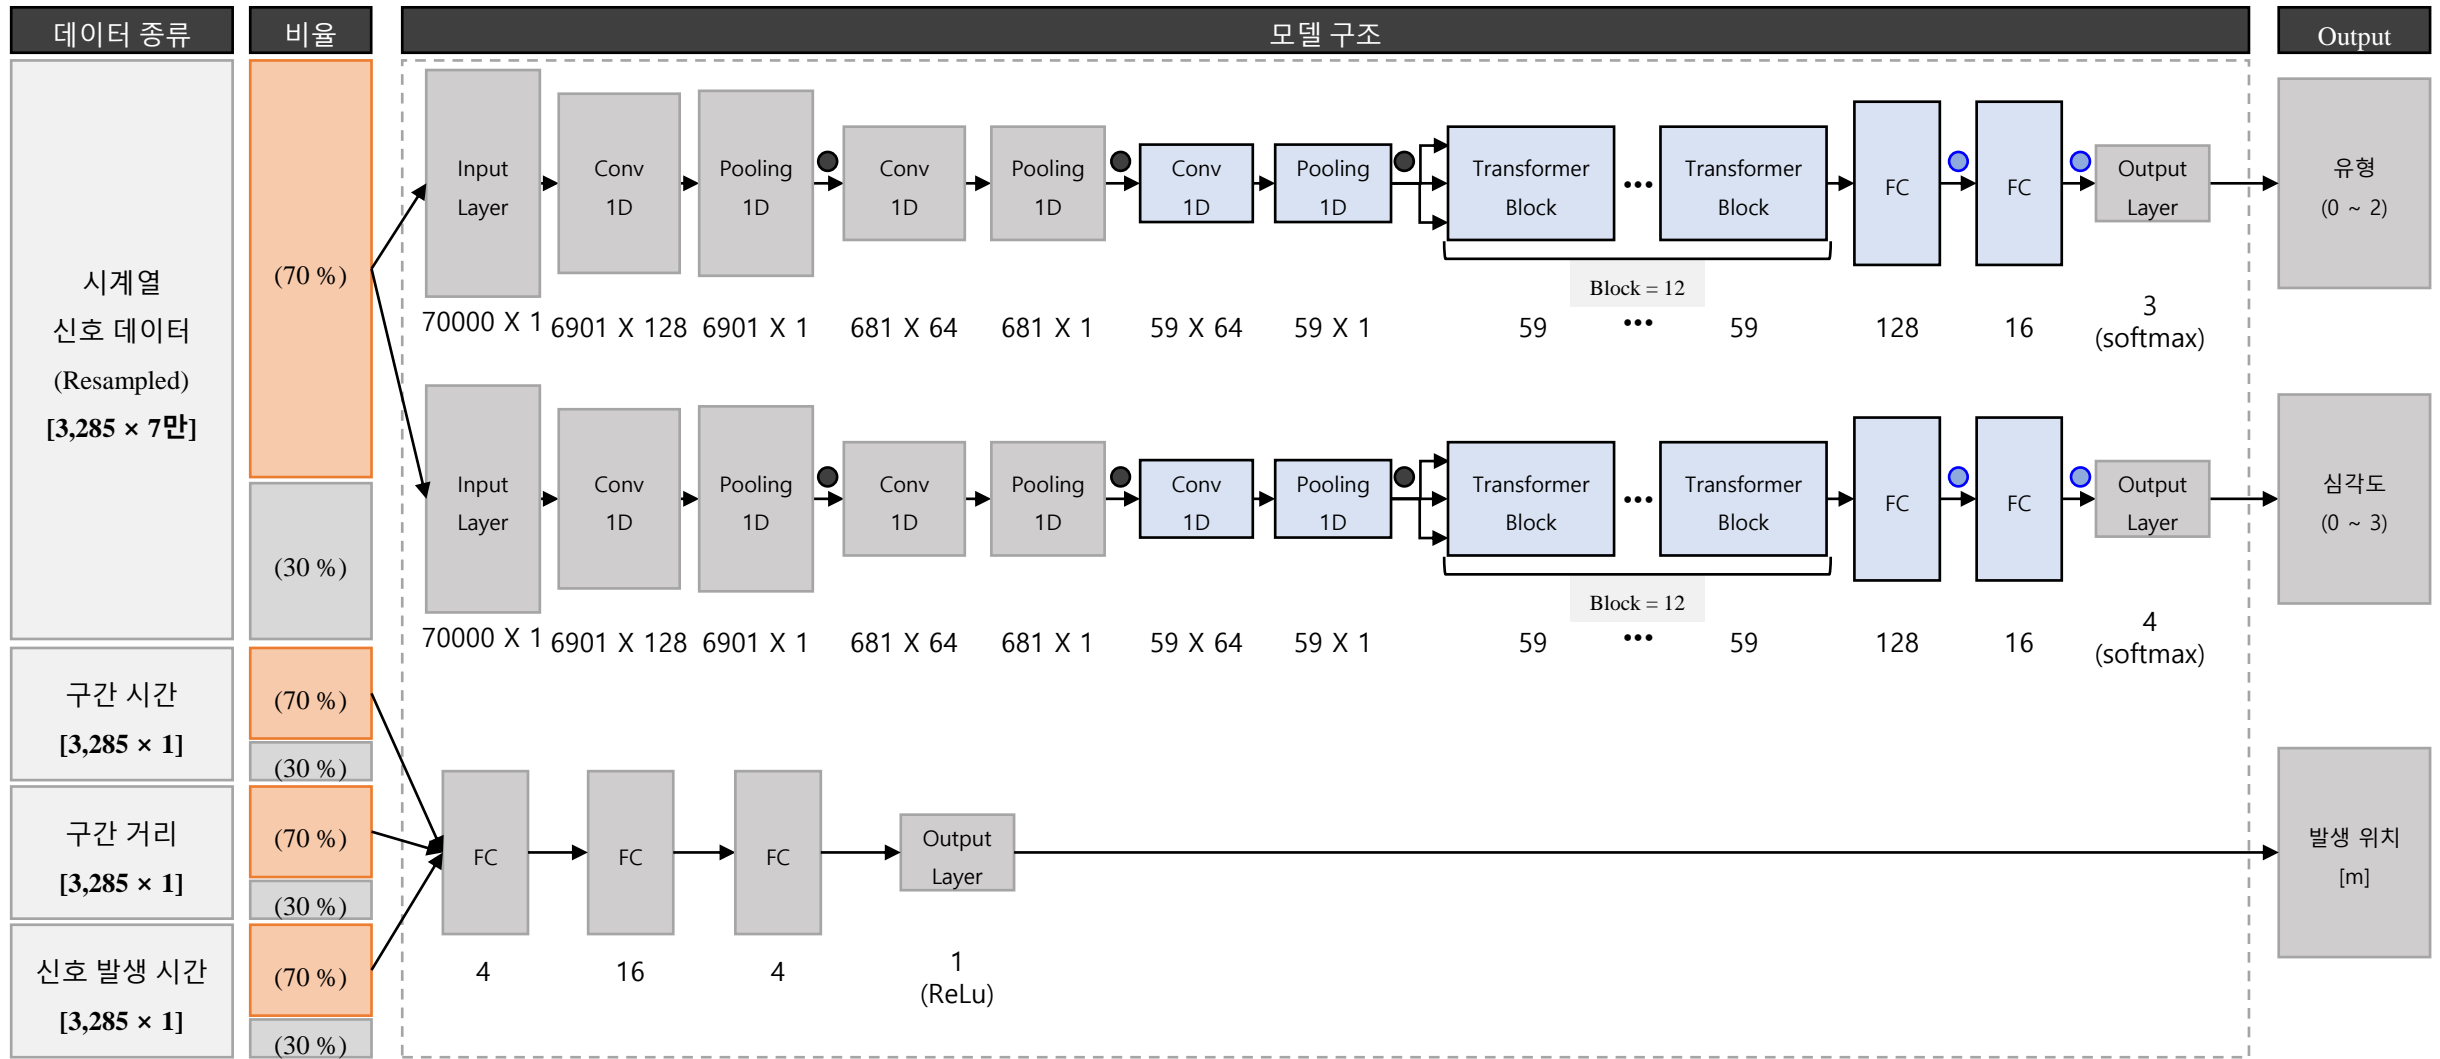 데이터 종류
비율
모델 구조
Output
시계열
신호 데이터
(Resampled)
[3,285 × 7만]
(70 %)
(30 %)
Input
Layer
Conv
1D
Pooling
1D
Conv
1D
Pooling
1D
Conv
1D
Pooling
1D
Transformer
Block
•••
Transformer
Block
FC
FC
Output
Layer
유형
(0 ~ 2)
Block = 12
70000 X 1
6901 X 128
6901 X 1
681 X 64
681 X 1
59 X 64
59 X 1
59
•••
59
128
16
3
(softmax)
Input
Layer
Conv
1D
Pooling
1D
Conv
1D
Pooling
1D
Conv
1D
Pooling
1D
Transformer
Block
•••
Transformer
Block
FC
FC
Output
Layer
심각도
(0 ~ 3)
Block = 12
70000 X 1
6901 X 128
6901 X 1
681 X 64
681 X 1
59 X 64
59 X 1
59
•••
59
128
16
4
(softmax)
구간 시간
[3,285 × 1]
(70 %)
(30 %)
구간 거리
[3,285 × 1]
(70 %)
(30 %)
신호 발생 시간
[3,285 × 1]
(70 %)
(30 %)
FC
FC
FC
Output
Layer
4
16
4
1
(ReLu)
발생 위치
[m]